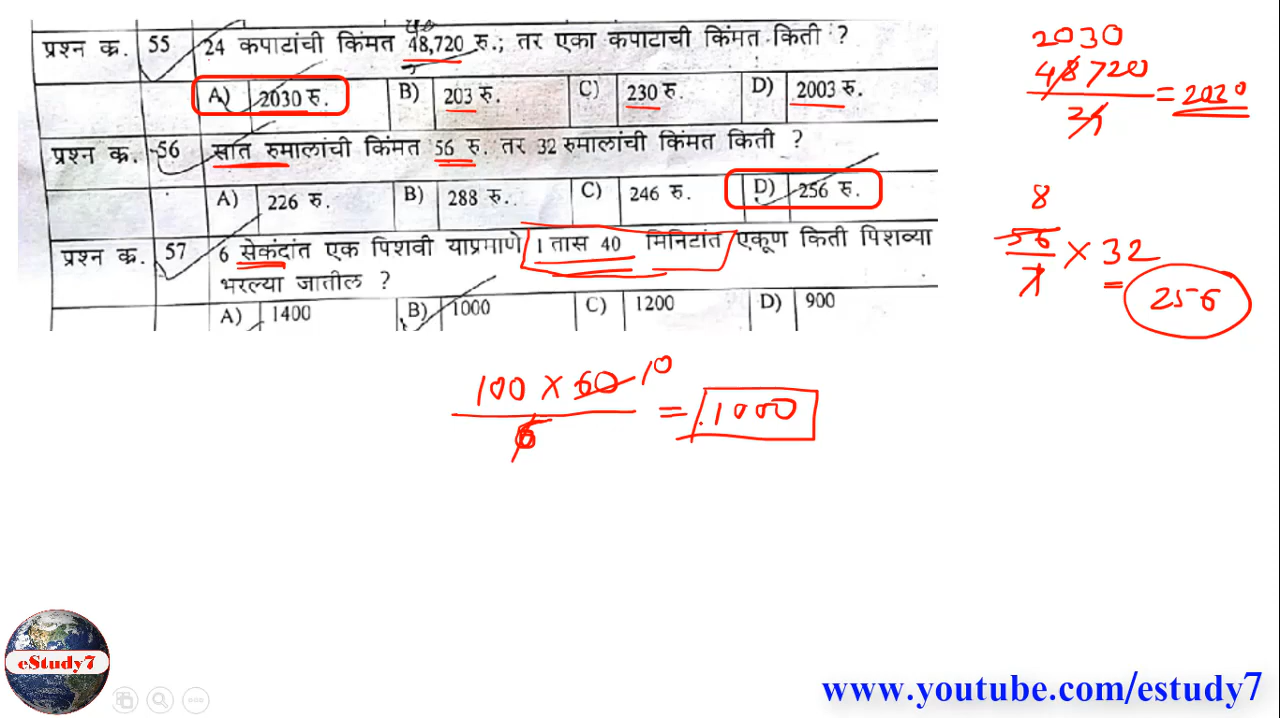 प्रश्न क्र. 55 24 कपाटांची किंमत 48,720 रु.; तर एका कपाटाची किंमत किती ?
A) 2030 रु. B) 203 रु. C) 230 रु. D) 2003 रु.
प्रश्न क्र. 56 सात रुमालांची किंमत 56 रु. तर 32 रुमालांची किंमत किती ?
A) 226 रु. B) 288 रु. C) 246 रु. D) 256 रु.
प्रश्न क्र. 57 6 सेकंदांत एक पिशवी याप्रमाणे 1 तास 40 मिनिटांत एकूण किती पिशव्या
भरल्या जातील ?
A) 1400 B) 1000 C) 1200 D) 900
2030
48720
= 2030
24
8
56
× 32
7
= 256
100 × 60 10
= 1000
6
eStudy7
www.youtube.com/estudy7